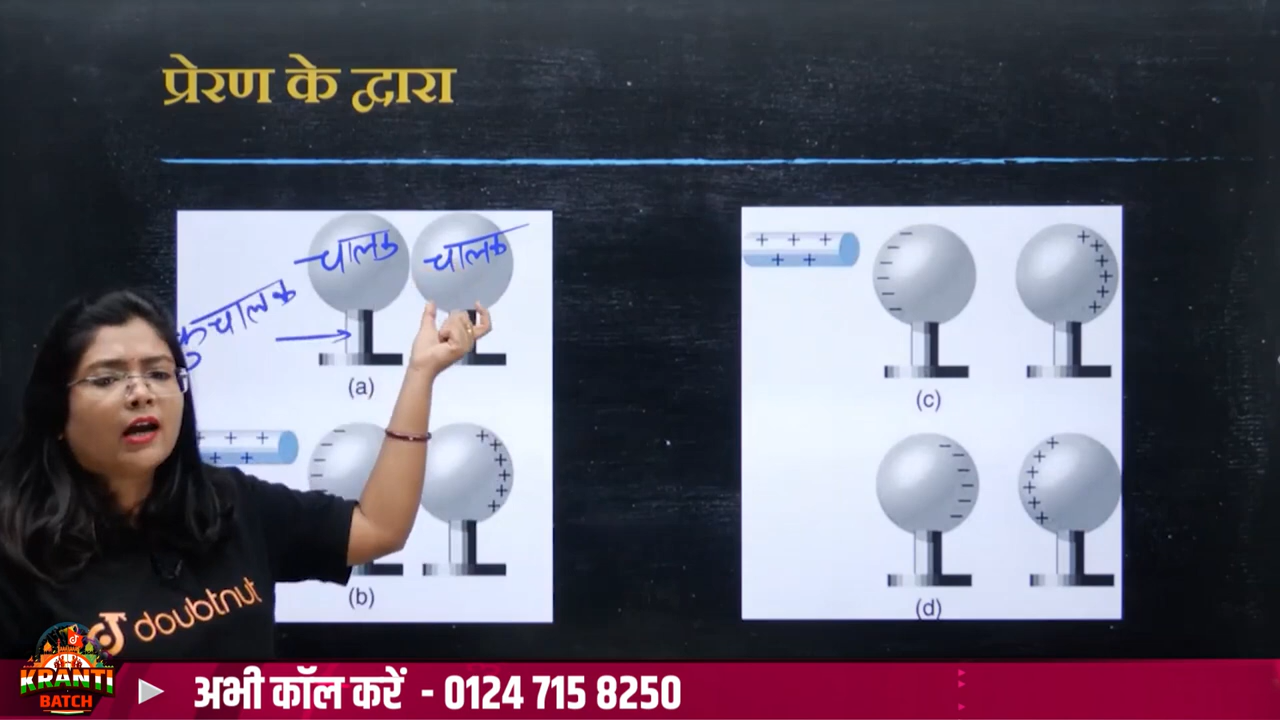 प्रेरण के द्वारा
चालक
चालक
कुचालक
(a)
(b)
+ + +
+ +
(c)
(d)
doubtnut
KRANTI
BATCH
अभी कॉल करें - 0124 715 8250